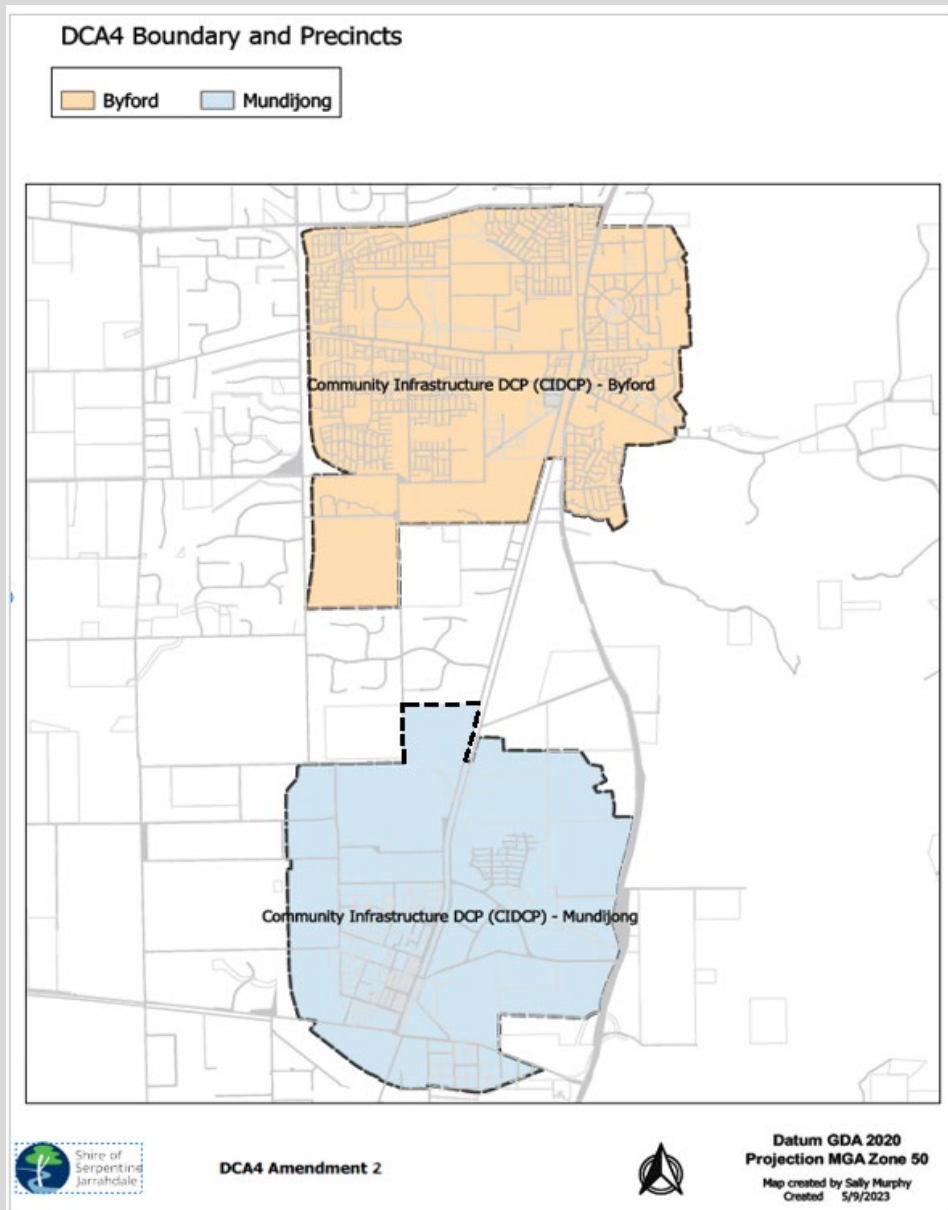 DCA4 Boundary and Precincts
Byford
Mundijong
Community Infrastructure DCP (CIDCP) - Byford
Community Infrastructure DCP (CIDCP) - Mundijong
Shire of
Serpentine
Jarrahdale
DCA4 Amendment 2
Datum GDA 2020
Projection MGA Zone 50
Map created by Sally Murphy
Created 5/9/2023